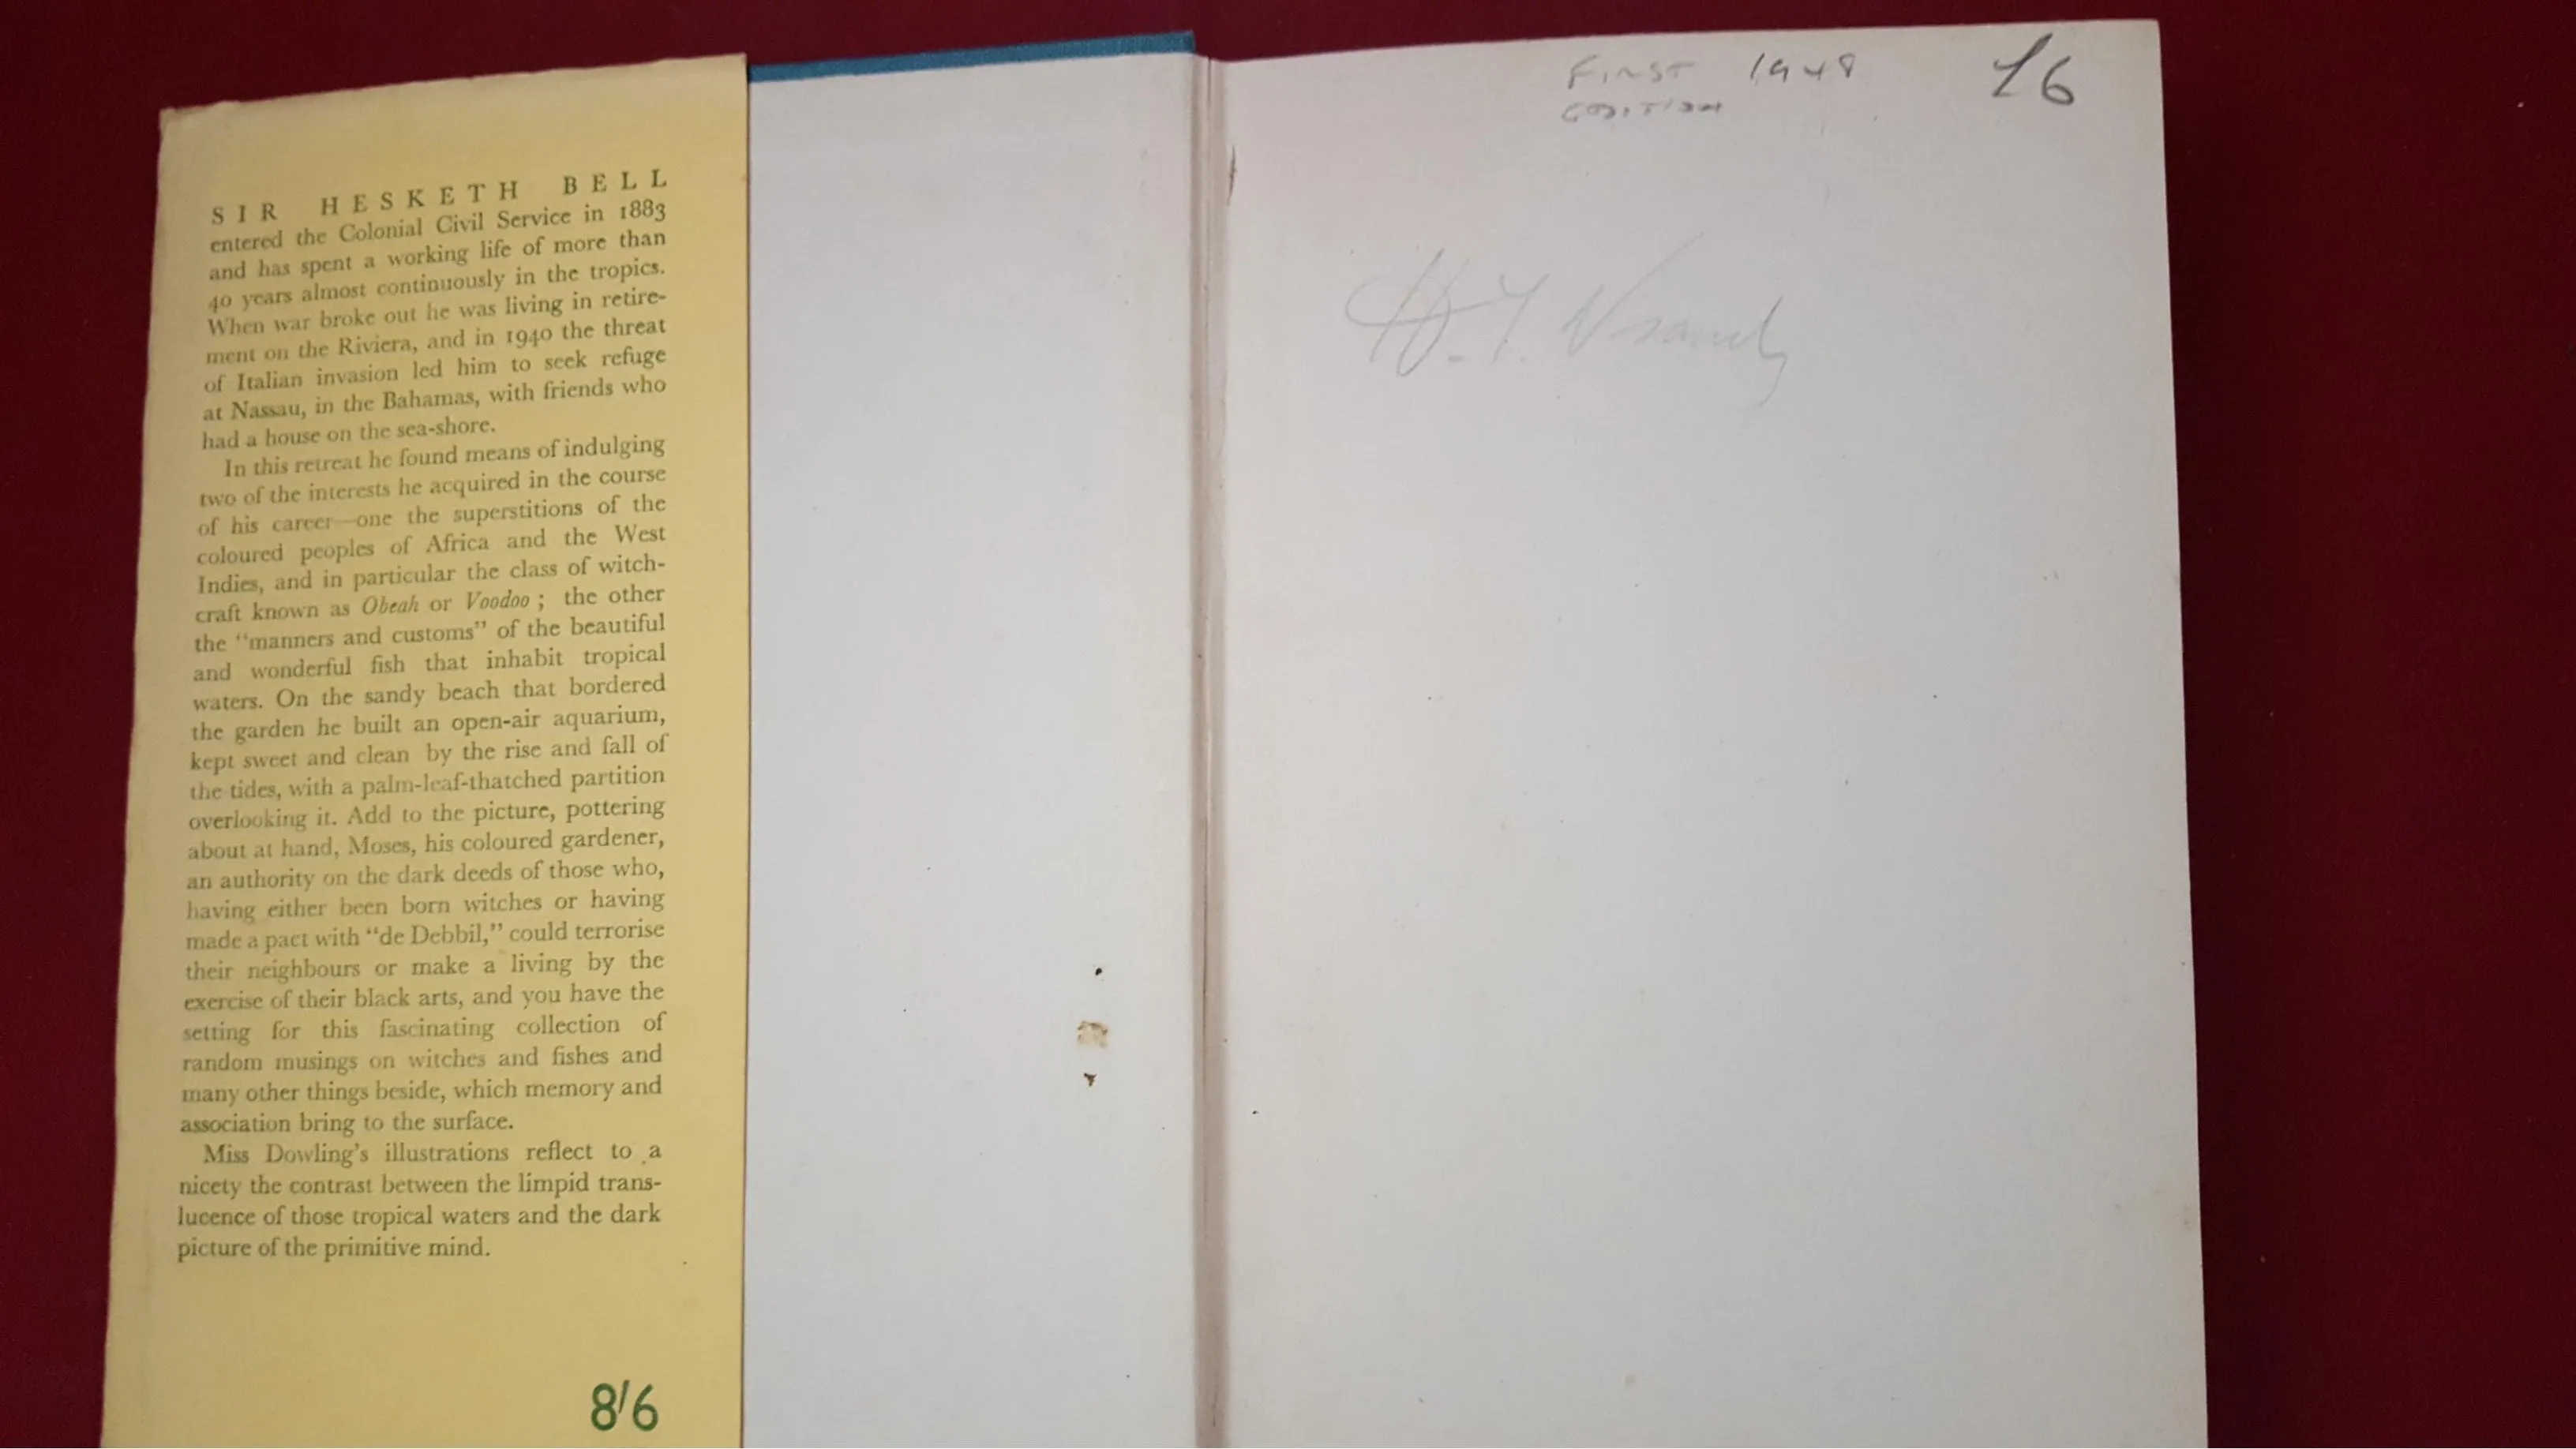 SIR HESKETH BELL
entered the Colonial Civil Service in 1883
and has spent a working life of more than
40 years almost continuously in the tropics.
When war broke out he was living in retire-
ment on the Riviera, and in 1940 the threat
of Italian invasion led him to seek refuge
at Nassau, in the Bahamas, with friends who
had a house on the sea-shore.
In this retreat he found means of indulging
two of the interests he acquired in the course
of his career—one the superstitions of the
coloured peoples of Africa and the West
Indies, and in particular the class of witch-
craft known as Obeah or Voodoo; the other
the "manners and customs" of the beautiful
and wonderful fish that inhabit tropical
waters. On the sandy beach that bordered
the garden he built an open-air aquarium,
kept sweet and clean by the rise and fall of
the tides, with a palm-leaf-thatched partition
overlooking it. Add to the picture, pottering
about at hand, Moses, his coloured gardener,
an authority on the dark deeds of those who,
having either been born witches or having
made a pact with "de Debbil," could terrorise
their neighbours or make a living by the
exercise of their black arts, and you have the
setting for this fascinating collection of
random musings on witches and fishes and
many other things beside, which memory and
association bring to the surface.
Miss Dowling's illustrations reflect to a
nicety the contrast between the limpid trans-
lucence of those tropical waters and the dark
picture of the primitive mind.
8/6
FIRST 1948
EDITION